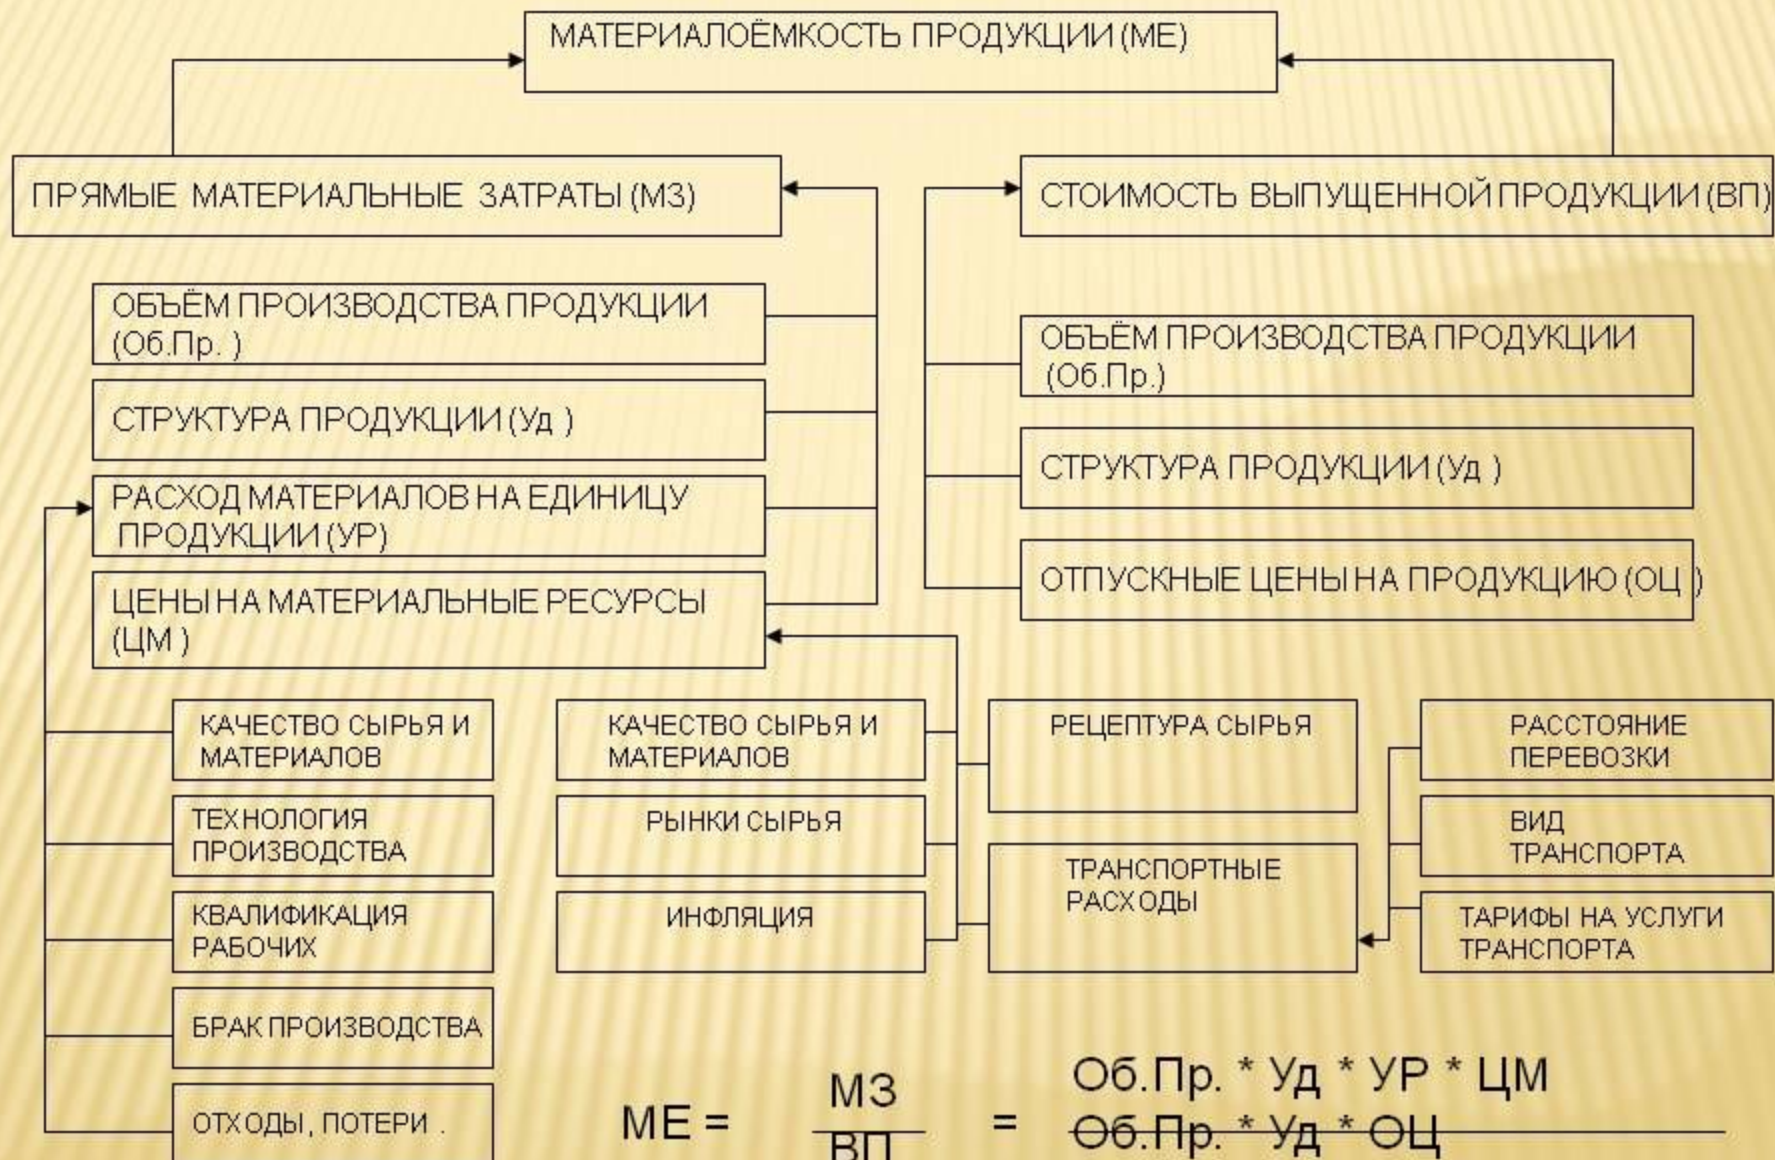 МАТЕРИАЛОЁМКОСТЬ ПРОДУКЦИИ (МЕ)
ПРЯМЫЕ МАТЕРИАЛЬНЫЕ ЗАТРАТЫ (МЗ)
СТОИМОСТЬ ВЫПУЩЕННОЙ ПРОДУКЦИИ (ВП)
ОБЪЁМ ПРОИЗВОДСТВА ПРОДУКЦИИ
(Об.Пр. )
СТРУКТУРА ПРОДУКЦИИ (Уд )
РАСХОД МАТЕРИАЛОВ НА ЕДИНИЦУ
ПРОДУКЦИИ (УР)
ЦЕНЫ НА МАТЕРИАЛЬНЫЕ РЕСУРСЫ
(ЦМ )
ОБЪЁМ ПРОИЗВОДСТВА ПРОДУКЦИИ
(Об.Пр.)
СТРУКТУРА ПРОДУКЦИИ (Уд )
ОТПУСКНЫЕ ЦЕНЫ НА ПРОДУКЦИЮ (ОЦ )
КАЧЕСТВО СЫРЬЯ И
МАТЕРИАЛОВ
ТЕХНОЛОГИЯ
ПРОИЗВОДСТВА
КВАЛИФИКАЦИЯ
РАБОЧИХ
БРАК ПРОИЗВОДСТВА
ОТХОДЫ, ПОТЕРИ .
КАЧЕСТВО СЫРЬЯ И
МАТЕРИАЛОВ
РЫНКИ СЫРЬЯ
ИНФЛЯЦИЯ
РЕЦЕПТУРА СЫРЬЯ
ТРАНСПОРТНЫЕ
РАСХОДЫ
РАССТОЯНИЕ
ПЕРЕВОЗКИ
ВИД
ТРАНСПОРТА
ТАРИФЫ НА УСЛУГИ
ТРАНСПОРТА
МЕ =
МЗ
ВП
=
Об.Пр. * Уд * УР * ЦМ
Об.Пр. * Уд * ОЦ